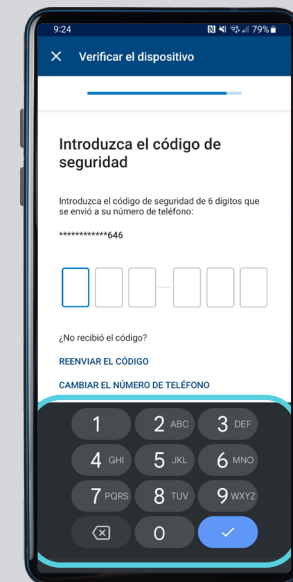 9:24 79%
Verificar el dispositivo
Introduzca el código de
seguridad
Introduzca el código de seguridad de 6 dígitos que
se envió a su número de teléfono:
************646
¿No recibió el código?
REENVIAR EL CÓDIGO
CAMBIAR EL NÚMERO DE TELÉFONO
1 2 ABC 3 DEF
4 GHI 5 JKL 6 MNO
7 PQRS 8 TUV 9 WXYZ
0